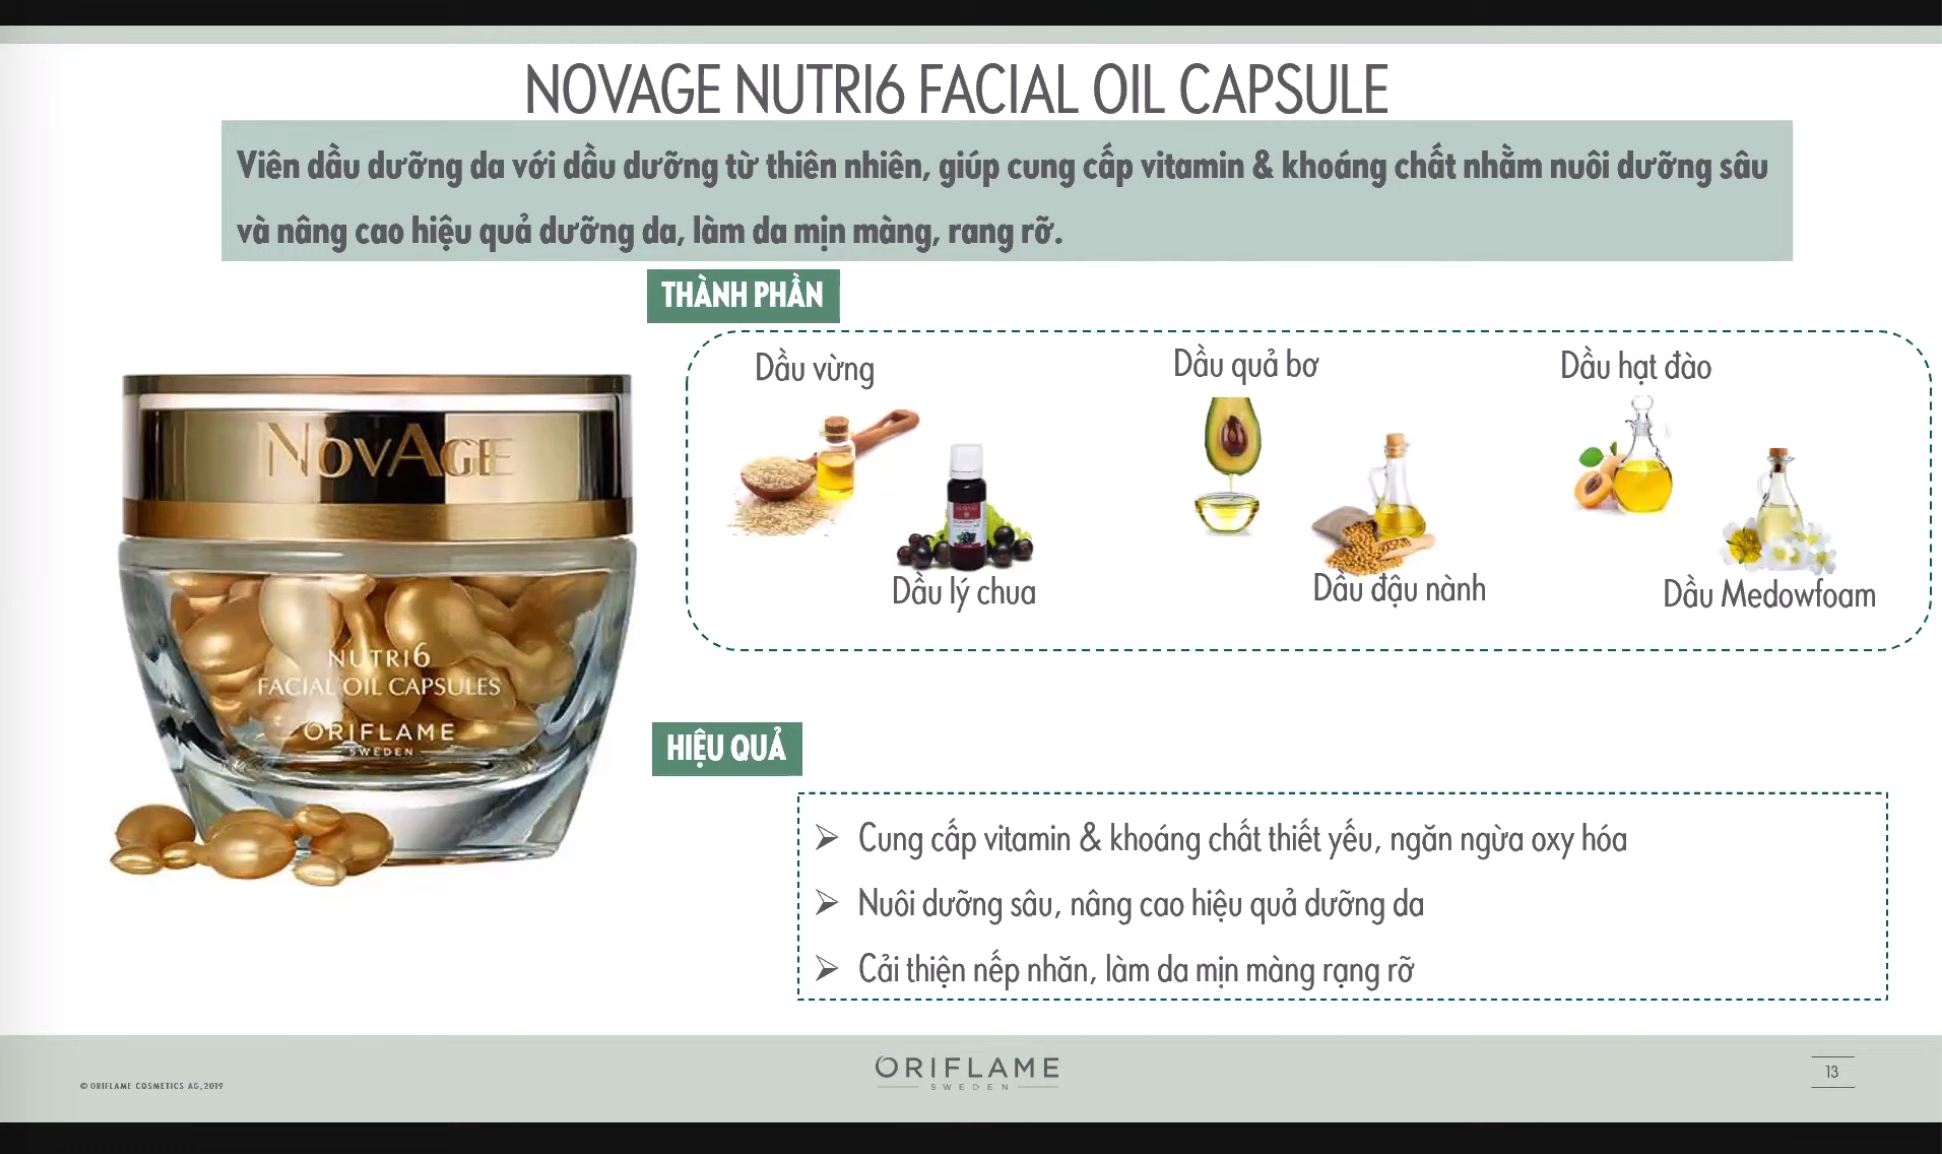 NOVAGE NUTRI6 FACIAL OIL CAPSULE
Viên dầu dưỡng da với dầu dưỡng từ thiên nhiên, giúp cung cấp vitamin & khoáng chất nhằm nuôi dưỡng sâu
và nâng cao hiệu quả dưỡng da, làm da mịn màng, rang rỡ.
THÀNH PHẦN
Dầu vừng
Dầu quả bơ
Dầu hạt đào
Dầu lý chua
Dầu đậu nành
Dầu Medowfoam
NOVAGE
NUTRI6
FACIAL OIL CAPSULES
ORIFLAME
SWEDEN
HIỆU QUẢ
➢ Cung cấp vitamin & khoáng chất thiết yếu, ngăn ngừa oxy hóa
➢ Nuôi dưỡng sâu, nâng cao hiệu quả dưỡng da
➢ Cải thiện nếp nhăn, làm da mịn màng rạng rỡ
© ORIFLAME COSMETICS AG, 2019
ORIFLAME
SWEDEN
13